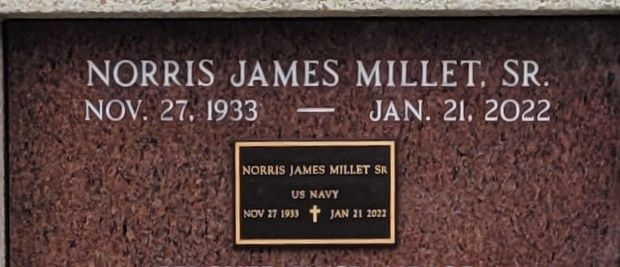 NORRIS JAMES MILLET, SR.
NOV. 27, 1933 — JAN. 21, 2022
NORRIS JAMES MILLET SR
US NAVY
NOV 27 1933 JAN 21 2022